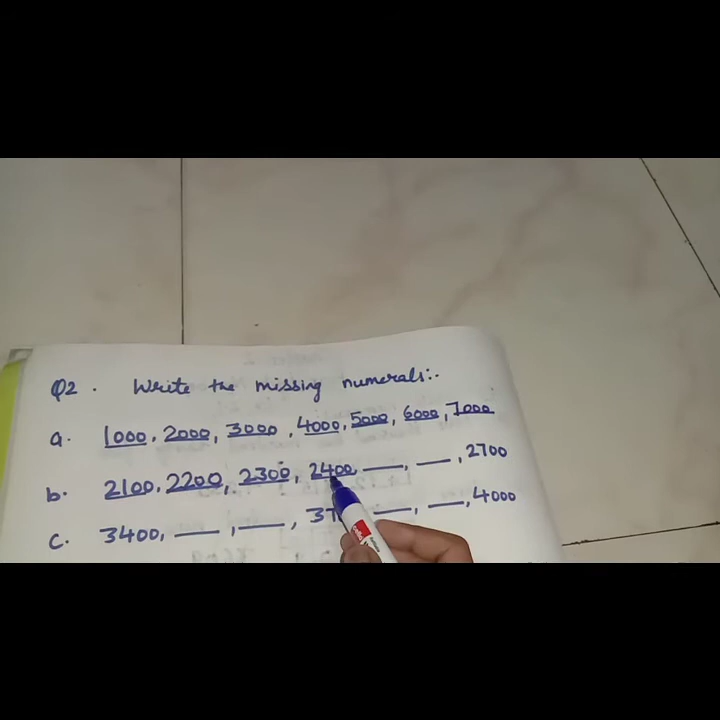 Q2. Write the missing numerals:-
a. 1000, 2000, 3000, 4000, 5000, 6000, 7000
b. 2100, 2200, 2300, 2400, ___, ___, 2700
c. 3400, ___, ___, 37 ___, ___, 4000